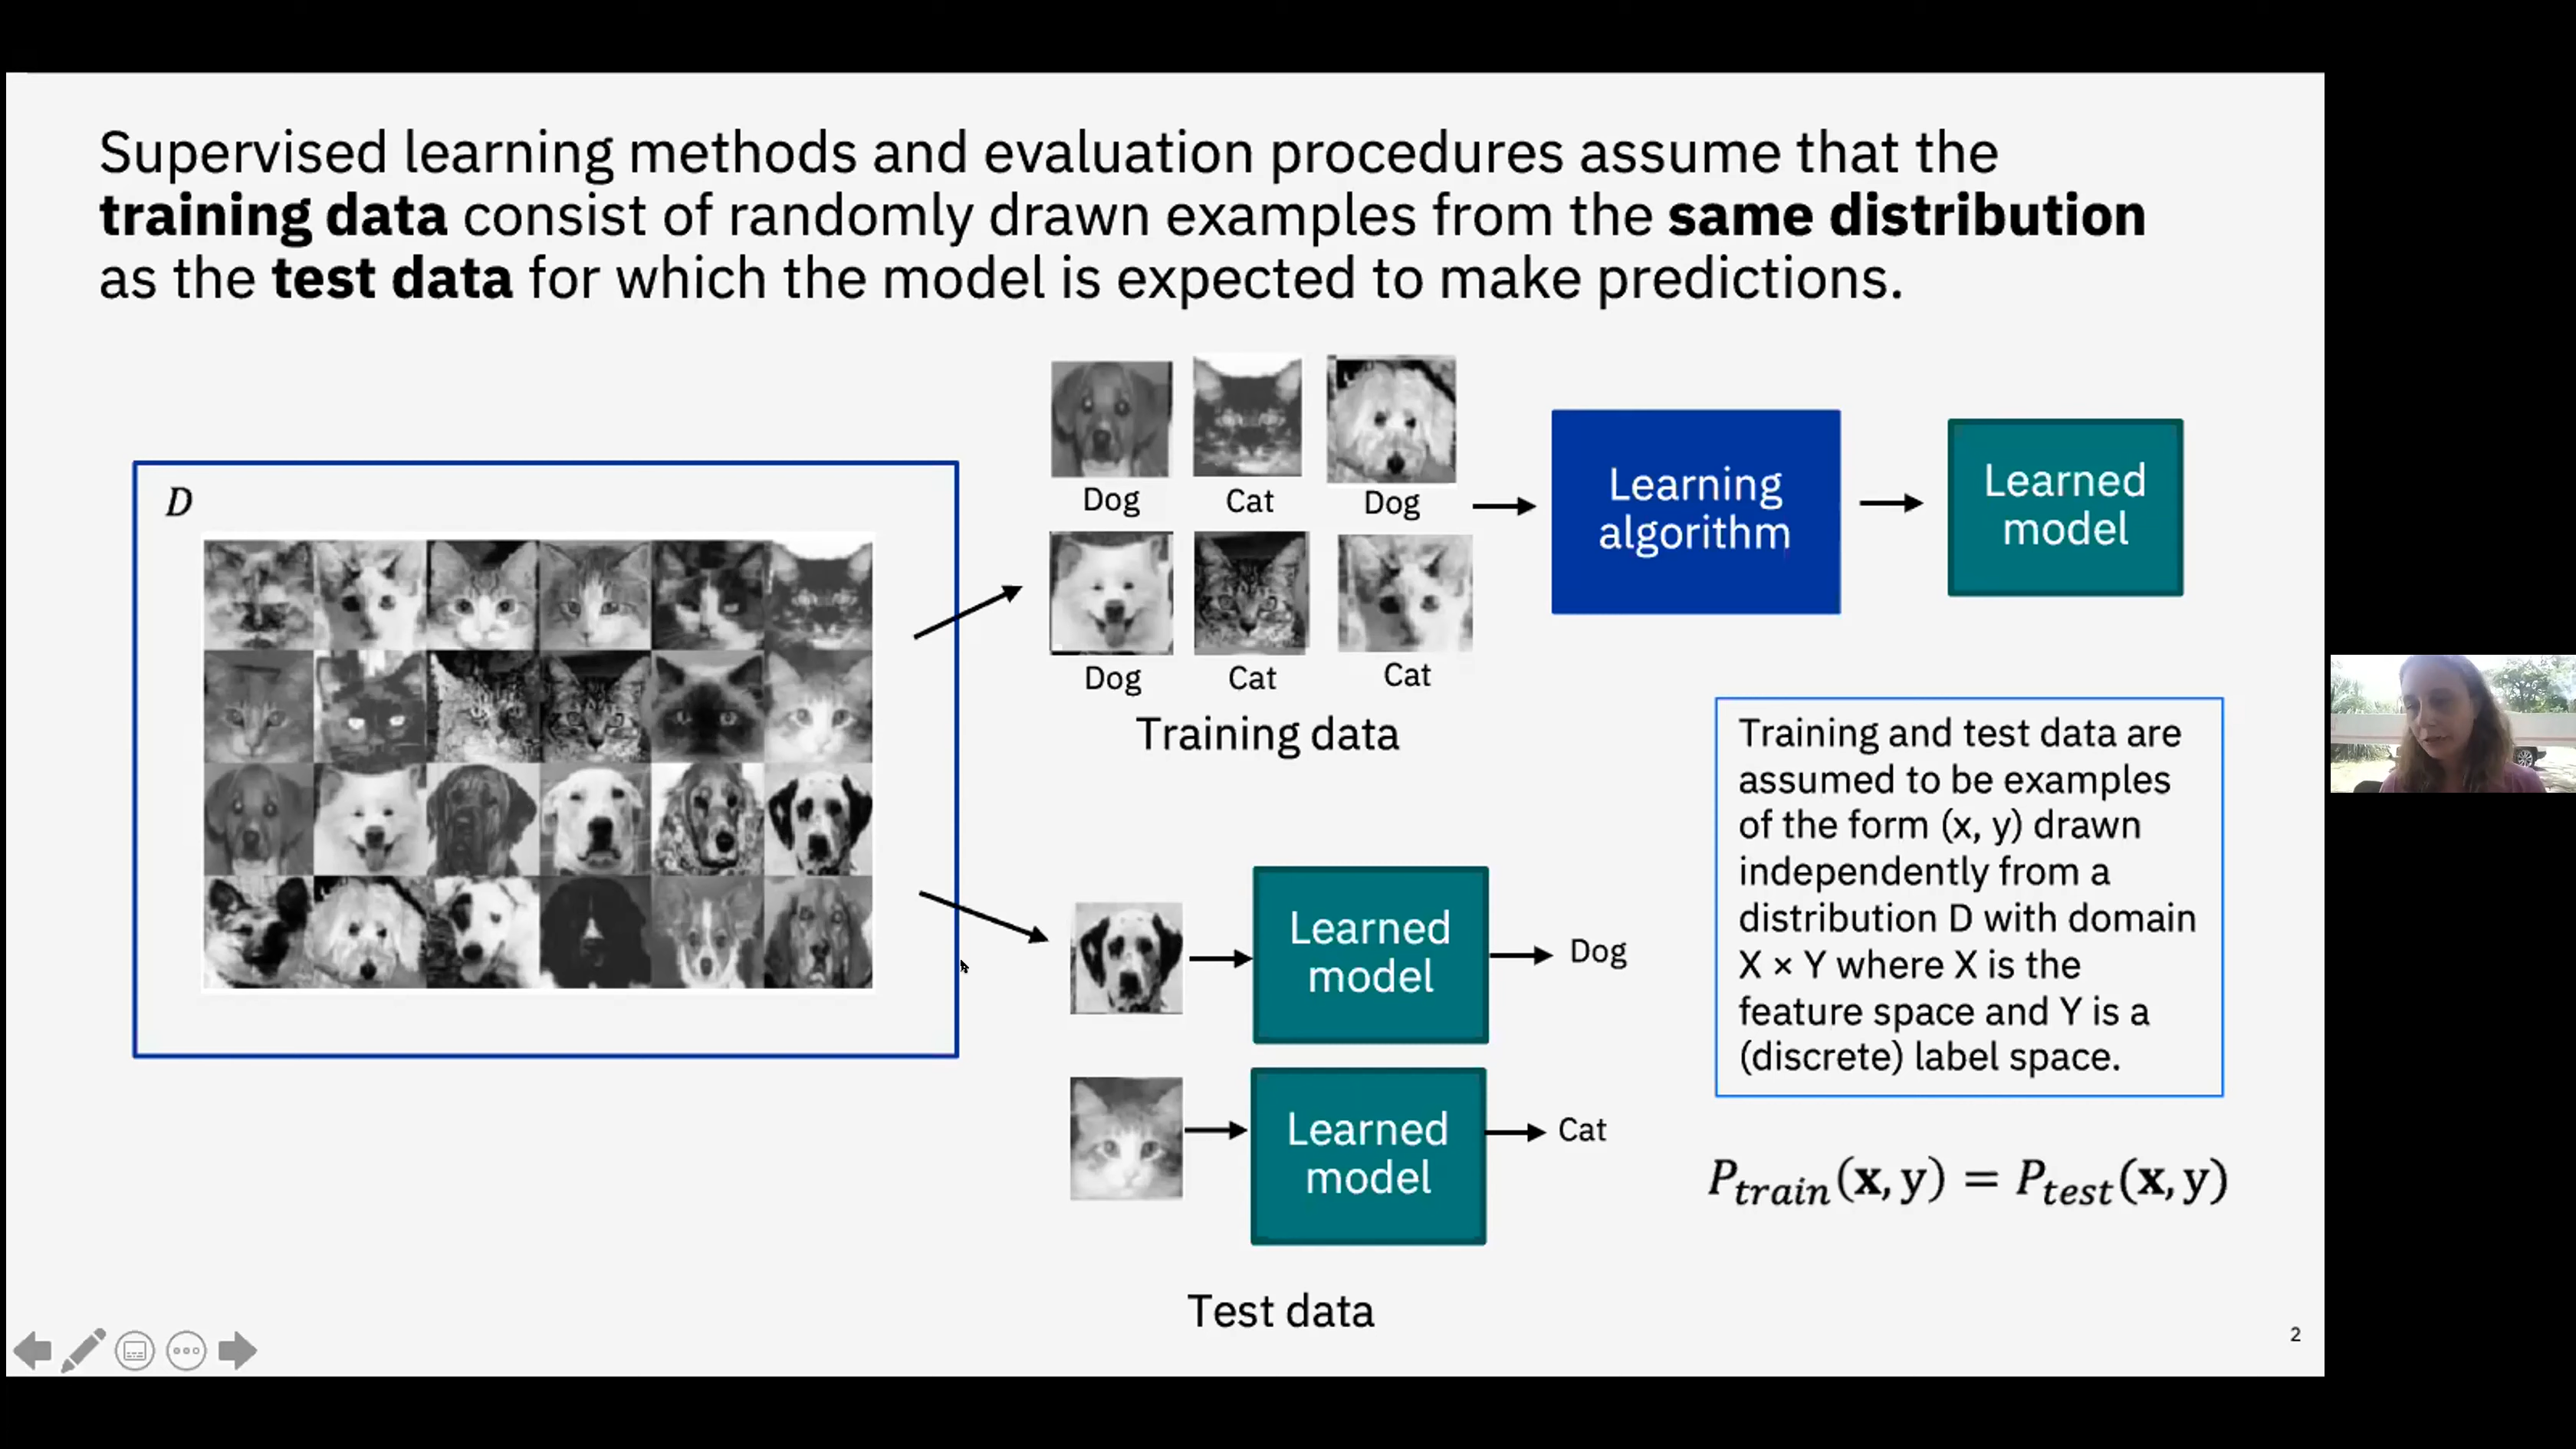 Supervised learning methods and evaluation procedures assume that the
training data consist of randomly drawn examples from the same distribution
as the test data for which the model is expected to make predictions.
D
Dog
Cat
Dog
Dog
Cat
Cat
Training data
Learning
algorithm
Learned
model
Learned
model
Dog
Learned
model
Cat
Test data
Training and test data are
assumed to be examples
of the form (x, y) drawn
independently from a
distribution D with domain
X × Y where X is the
feature space and Y is a
(discrete) label space.
P_train(x, y) = P_test(x, y)
2